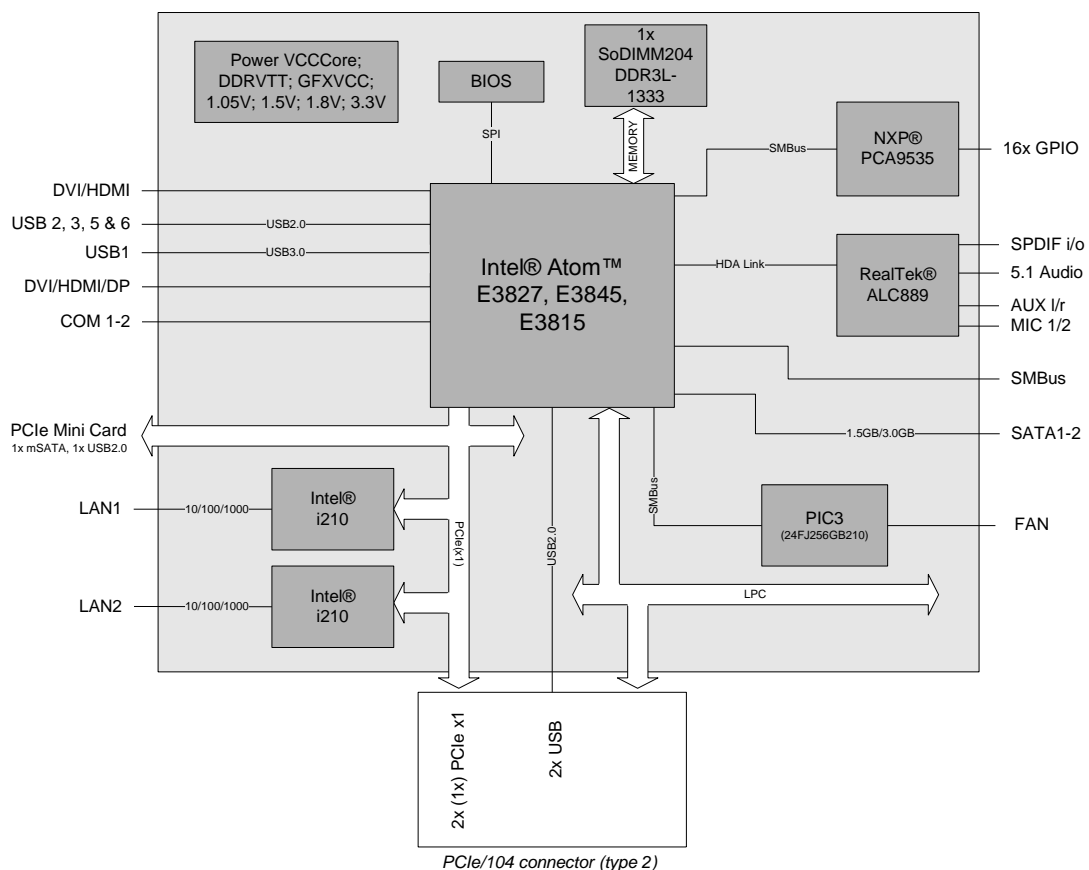 Power VCCCore;
DDRVTT; GFXVCC;
1.05V; 1.5V; 1.8V; 3.3V
BIOS
1x
SoDIMM204
DDR3L-
1333
SPI
MEMORY
SMBus
NXP®
PCA9535
16x GPIO
DVI/HDMI
USB 2, 3, 5 & 6
USB2.0
USB1
USB3.0
DVI/HDMI/DP
COM 1-2
Intel® Atom™
E3827, E3845,
E3815
HDA Link
RealTek®
ALC889
SPDIF i/o
5.1 Audio
AUX l/r
MIC 1/2
SMBus
1.5GB/3.0GB
SATA1-2
PCIe Mini Card
1x mSATA, 1x USB2.0
LAN1
10/100/1000
Intel®
i210
PCIe(x1)
USB2.0
SMBus
PIC3
(24FJ256GB210)
FAN
LAN2
10/100/1000
Intel®
i210
LPC
2x (1x) PCIe x1
2x USB
PCIe/104 connector (type 2)